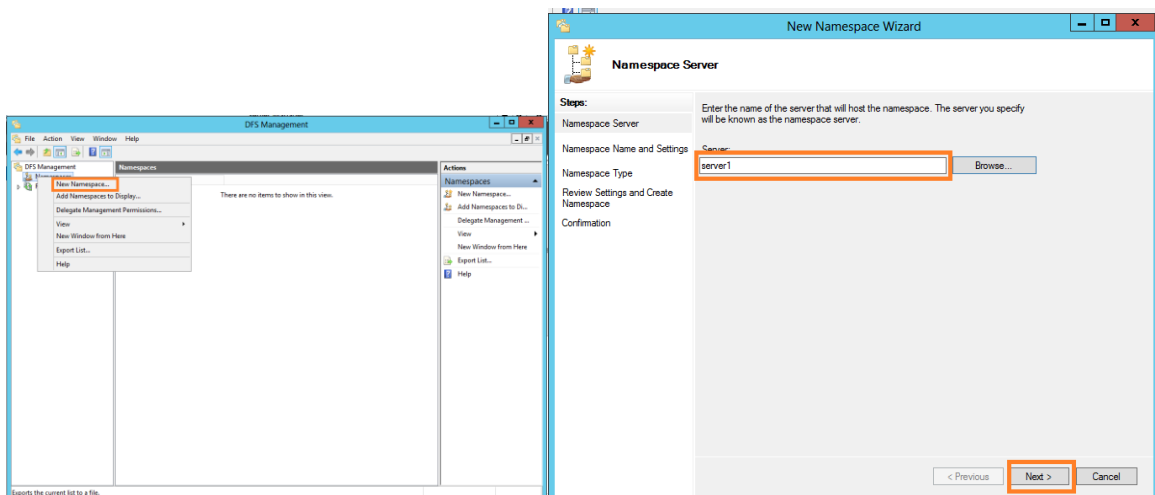 DFS Management
File Action View Window Help
DFS Management
Namespaces
New Namespace...
Add Namespaces to Display...
Delegate Management Permissions...
View
New Window from Here
Export List...
Help
Namespaces
There are no items to show in this view.
Actions
Namespaces
New Namespace...
Add Namespaces to Di...
Delegate Management ...
View
New Window from Here
Export List...
Help
Exports the current list to a file.
New Namespace Wizard
Namespace Server
Steps:
Namespace Server
Namespace Name and Settings
Namespace Type
Review Settings and Create
Namespace
Confirmation
Enter the name of the server that will host the namespace. The server you specify
will be known as the namespace server.
Server:
server1
Browse...
< Previous
Next >
Cancel